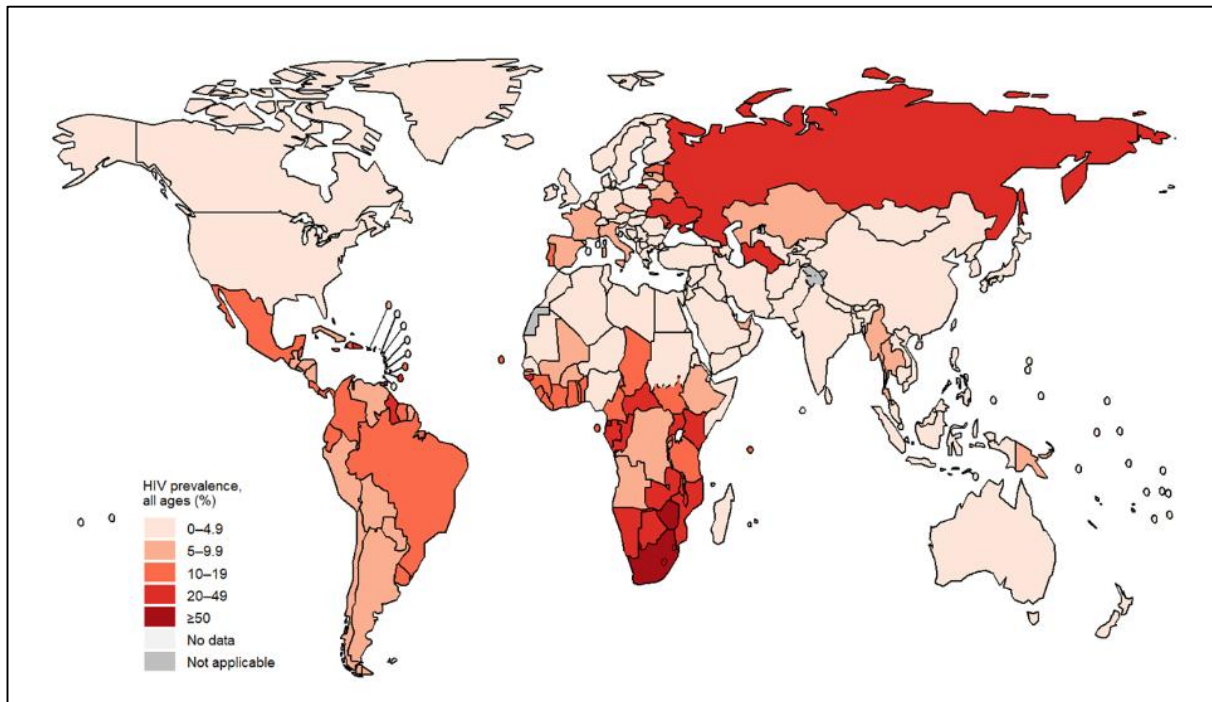 HIV prevalence,
all ages (%)
0–4.9
5–9.9
10–19
20–49
≥50
No data
Not applicable